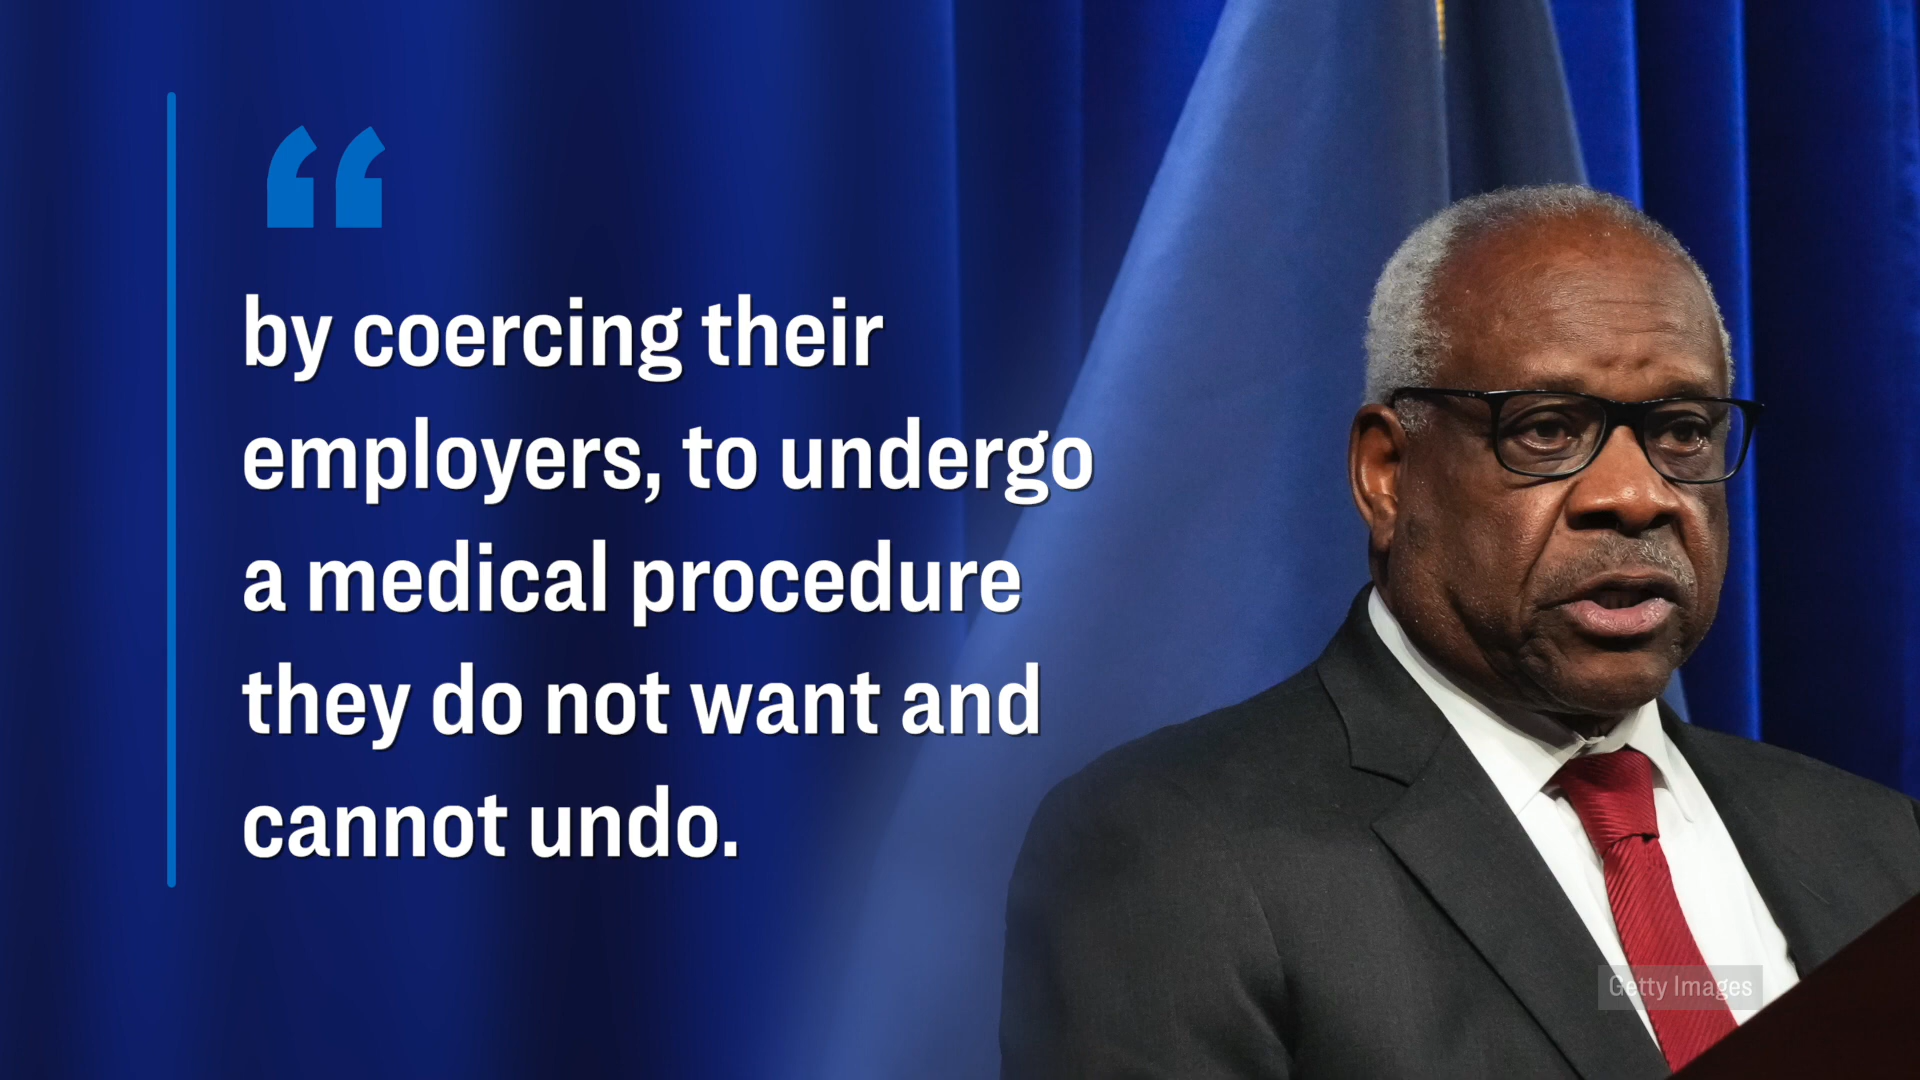 “
by coercing their
employers, to undergo
a medical procedure
they do not want and
cannot undo.
Getty Images